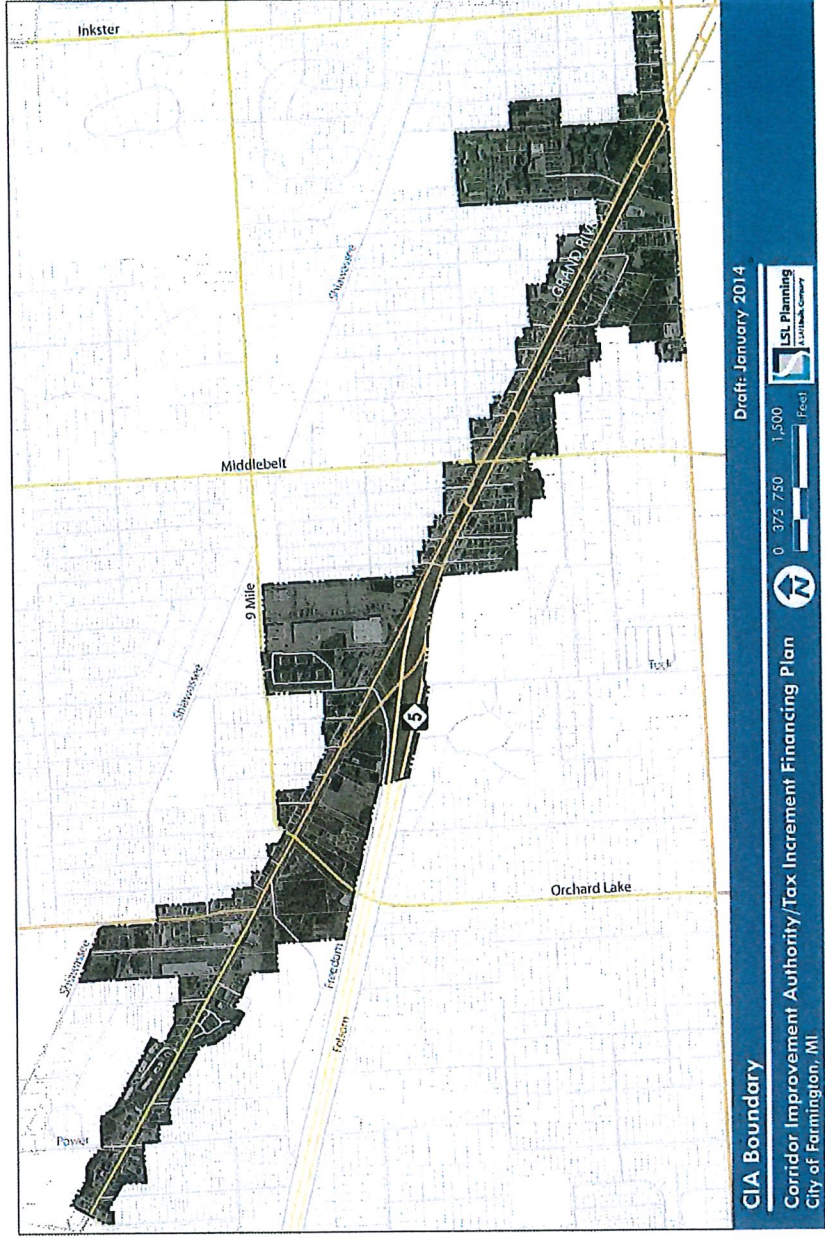 Inkster
Shiawassee
GRAND RIVER
Middlebelt
9 Mile
Shiawassee
5
Tuck
Orchard Lake
Shiawassee
Freedom
Folsom
Power
CIA Boundary
Corridor Improvement Authority/Tax Increment Financing Plan
City of Farmington, MI
N
0 375 750 1,500
Feet
Draft: January 2014
LSL Planning